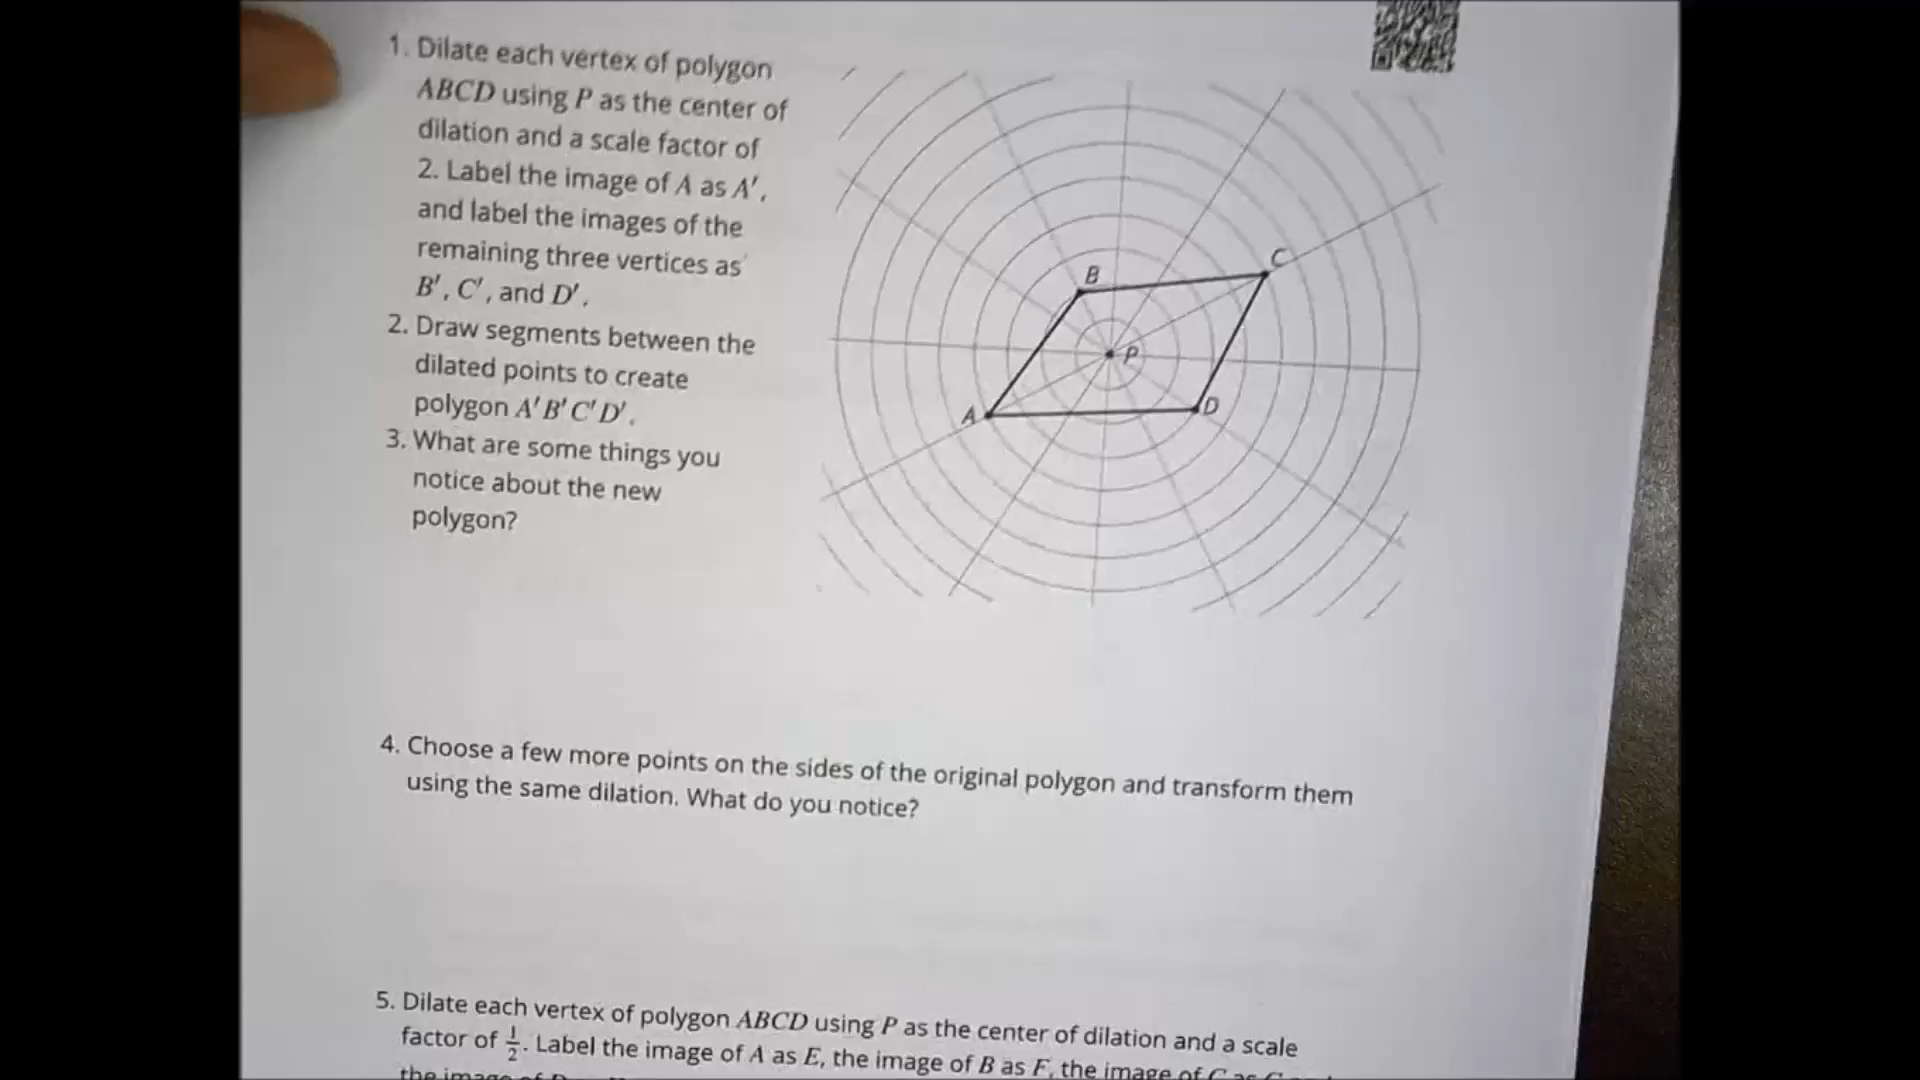 1. Dilate each vertex of polygon
ABCD using P as the center of
dilation and a scale factor of
2. Label the image of A as A′,
and label the images of the
remaining three vertices as
B′, C′, and D′.
2. Draw segments between the
dilated points to create
polygon A′B′C′D′.
3. What are some things you
notice about the new
polygon?
B
C
P
A
D
4. Choose a few more points on the sides of the original polygon and transform them
using the same dilation. What do you notice?
5. Dilate each vertex of polygon ABCD using P as the center of dilation and a scale
factor of 1/2. Label the image of A as E, the image of B as F, the image of C as
the image of